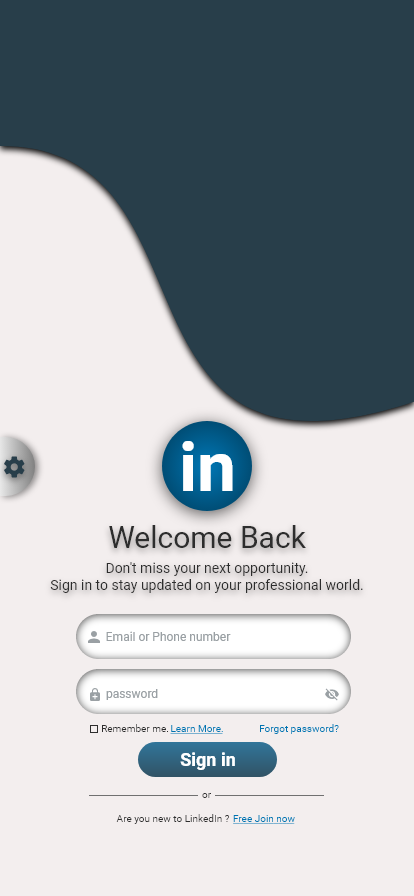 in
Welcome Back
Don't miss your next opportunity.
Sign in to stay updated on your professional world.
Email or Phone number
password
Remember me. Learn More. Forgot password?
Sign in
or
Are you new to LinkedIn ? Free Join now